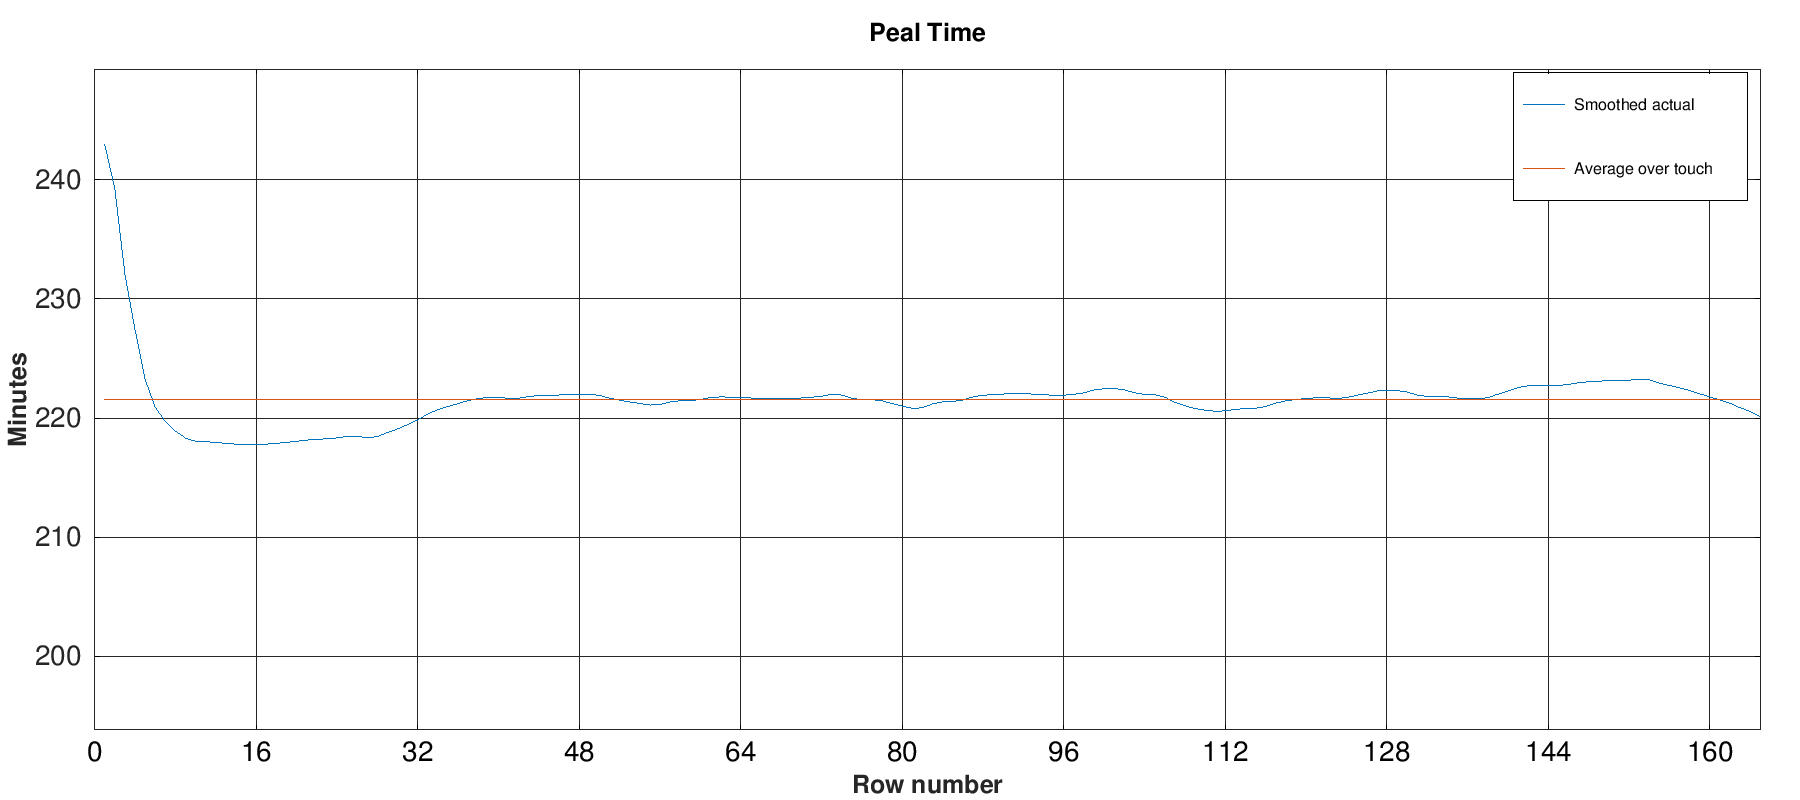 Peal Time
Smoothed actual
Average over touch
240
230
220
210
200
Minutes
0 16 32 48 64 80 96 112 128 144 160
Row number